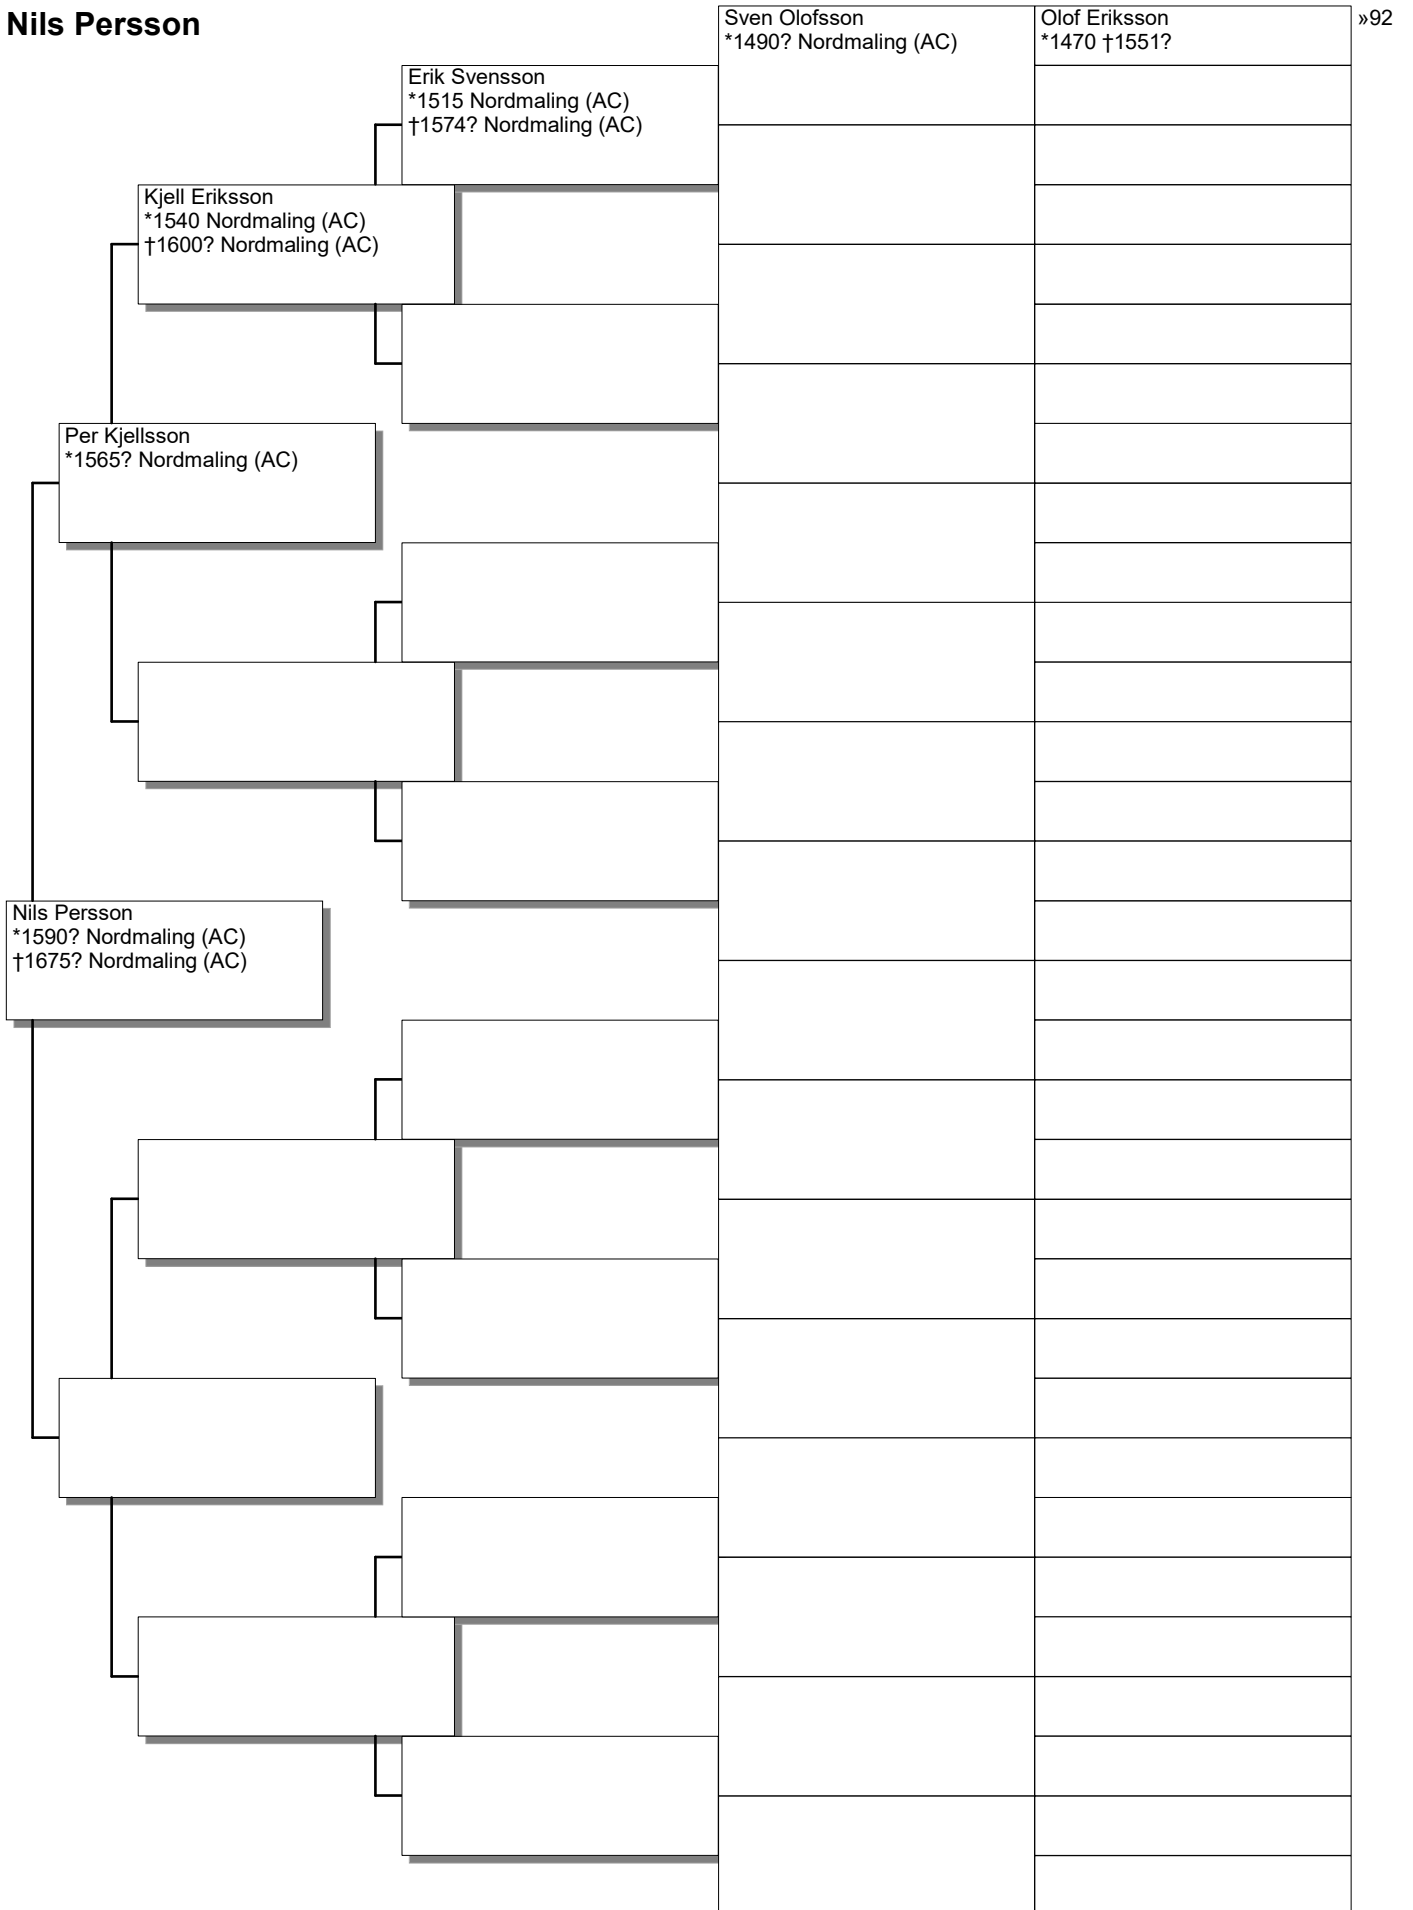 Nils Persson
Sven Olofsson
*1490? Nordmaling (AC)
Olof Eriksson
*1470 †1551?
»92
Erik Svensson
*1515 Nordmaling (AC)
†1574? Nordmaling (AC)
Kjell Eriksson
*1540 Nordmaling (AC)
†1600? Nordmaling (AC)
Per Kjellsson
*1565? Nordmaling (AC)
Nils Persson
*1590? Nordmaling (AC)
†1675? Nordmaling (AC)